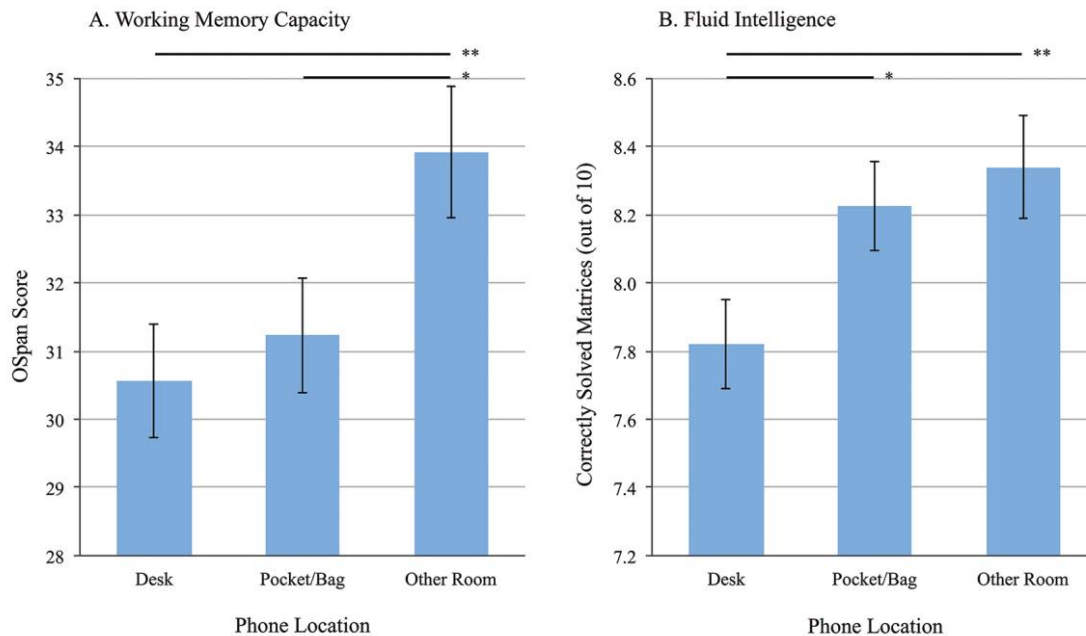 A. Working Memory Capacity
**
*
35
34
33
32
31
30
29
28
OSpan Score
Desk
Pocket/Bag
Other Room
Phone Location
B. Fluid Intelligence
**
*
8.6
8.4
8.2
8.0
7.8
7.6
7.4
7.2
Correctly Solved Matrices (out of 10)
Desk
Pocket/Bag
Other Room
Phone Location